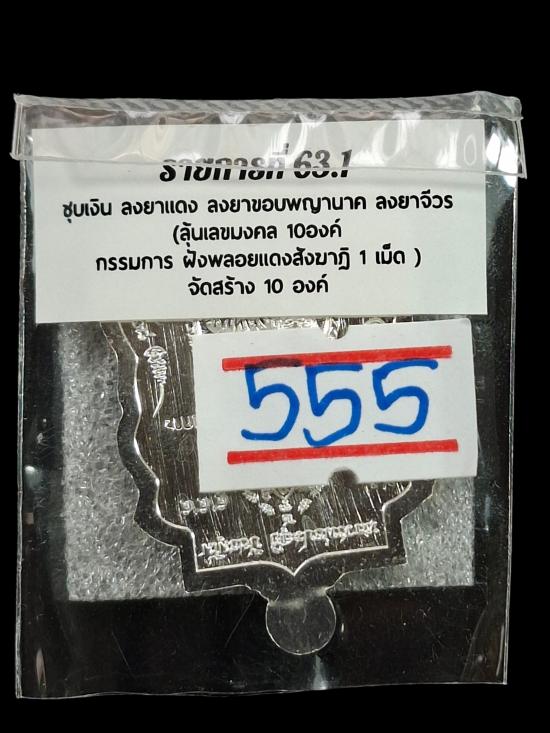 รายการที่ 63.1
ชุบเงิน ลงยาแดง ลงยาขอบพญานาค ลงยาจีวร
(ลุ้นเลขมงคล 10องค์
กรรมการ ฝังพลอยแดงสังฆาฏิ 1 เม็ด )
จัดสร้าง 10 องค์
555
๕๕๕